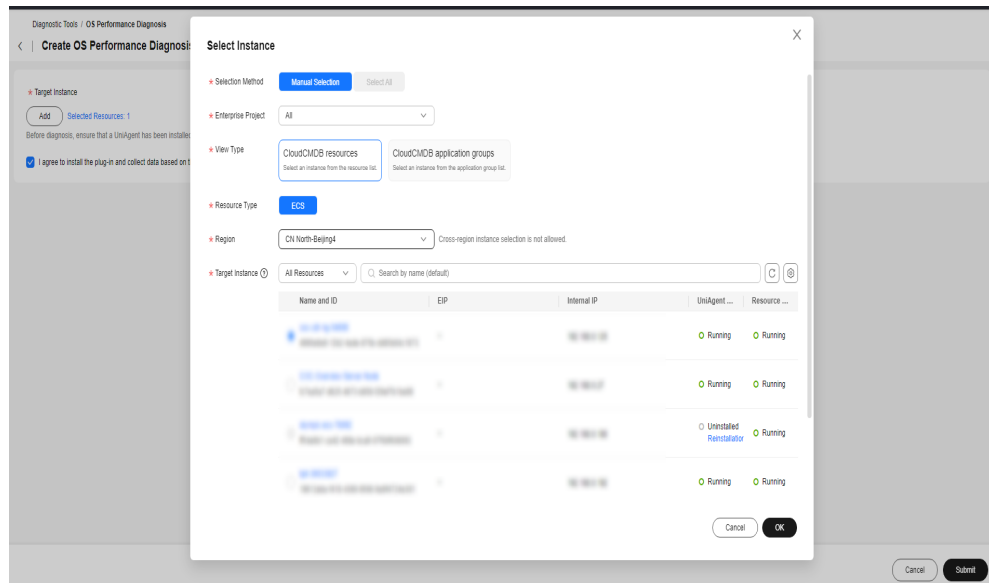 Diagnostic Tools / OS Performance Diagnosis
Create OS Performance Diagnosi
* Target Instance
Add Selected Resources: 1
Before diagnosis, ensure that a UniAgent has been installed
I agree to install the plug-in and collect data based on t
Select Instance
X
* Selection Method Manual Selection Select All
* Enterprise Project All
* View Type
CloudCMDB resources
Select an instance from the resource list.
CloudCMDB application groups
Select an instance from the application group list.
* Resource Type ECS
* Region CN North-Beijing4 Cross-region instance selection is not allowed.
* Target Instance ? All Resources Search by name (default)
Name and ID EIP Internal IP UniAgent ... Resource ...
Running Running
Running Running
Uninstalled
Reinstallation Running
Running Running
Cancel OK
Cancel Submit